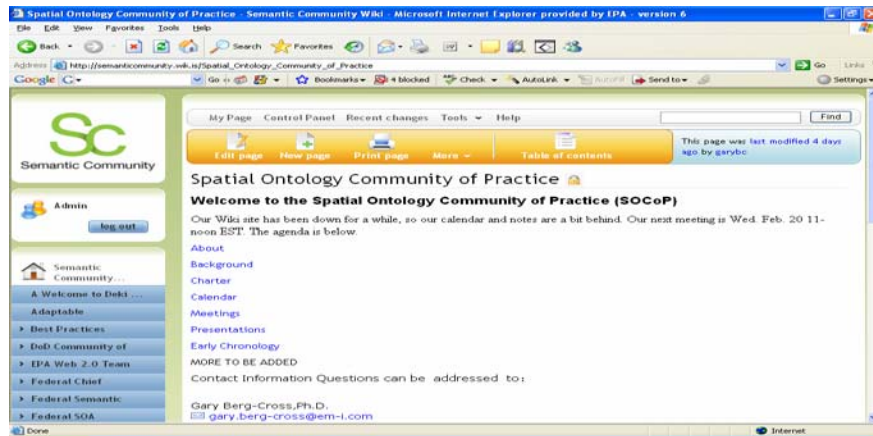 Spatial Ontology Community of Practice - Semantic Community Wiki - Microsoft Internet Explorer provided by EPA - version 6
File Edit View Favorites Tools Help
Back Search Favorites
Address http://semanticommunity.wik.is/Spatial_Ontology_Community_of_Practice Go Links
Google G Go Bookmarks 8 blocked Check AutoLink Send to Settings
My Page Control Panel Recent changes Tools Help Find
Edit page New page Print page More Table of contents
This page was last modified 4 days
ago by garybc
SC
Semantic Community
Spatial Ontology Community of Practice
Welcome to the Spatial Ontology Community of Practice (SOCoP)
Our Wiki site has been down for a while, so our calendar and notes are a bit behind. Our next meeting is Wed. Feb. 20 11-
noon EST. The agenda is below.
About
Background
Charter
Calendar
Meetings
Presentations
Early Chronology
MORE TO BE ADDED
Contact Information Questions can be addressed to:
Gary Berg-Cross,Ph.D.
gary.berg-cross@em-i.com
Admin
log out
Semantic
Community...
A Welcome to Deki ...
Adaptable
Best Practices
DoD Community of
EPA Web 2.0 Team
Federal Chief
Federal Semantic
Federal SOA
Done Internet